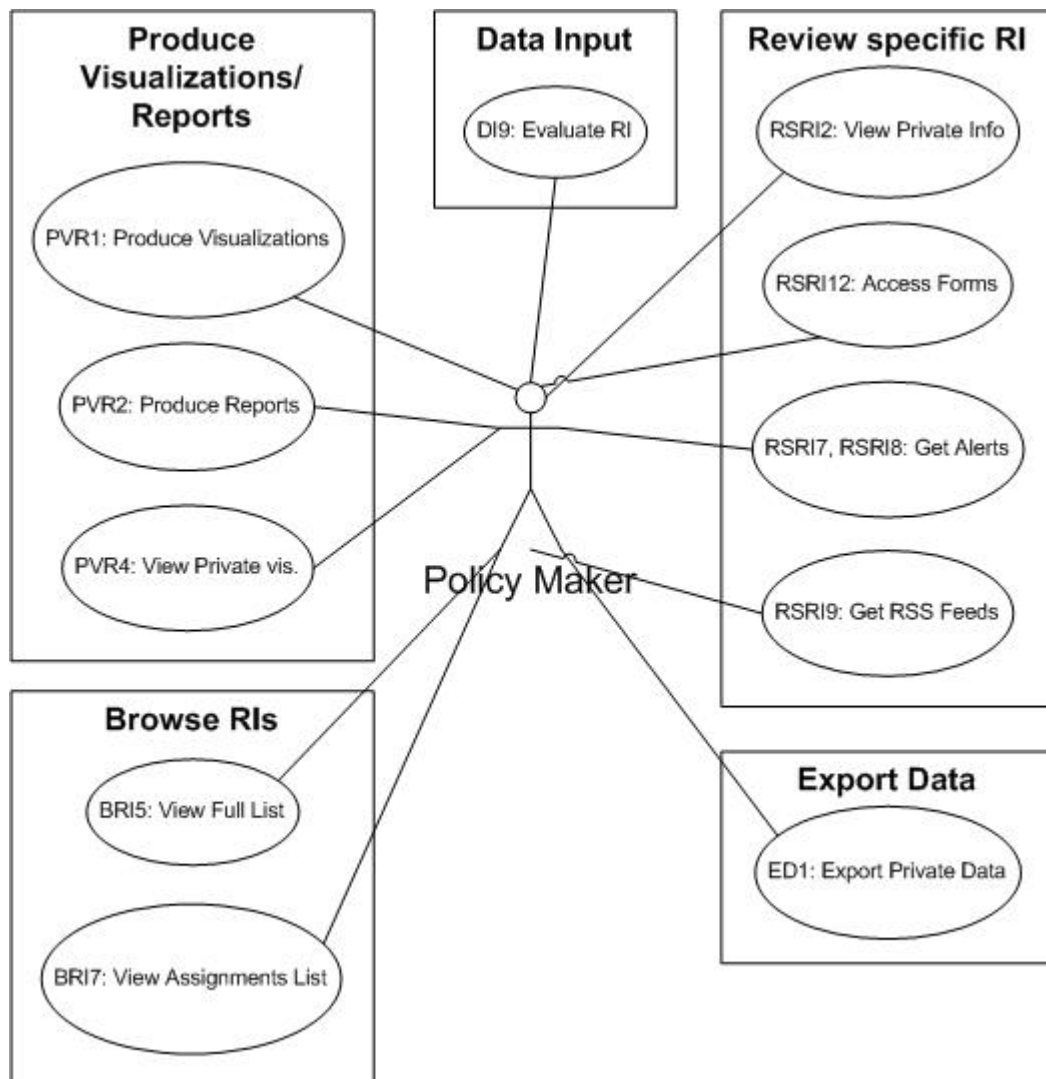 Produce
Visualizations/
Reports
PVR1: Produce Visualizations
PVR2: Produce Reports
PVR4: View Private vis.
Data Input
DI9: Evaluate RI
Review specific RI
RSRI2: View Private Info
RSRI12: Access Forms
RSRI7, RSRI8: Get Alerts
RSRI9: Get RSS Feeds
Policy Maker
Browse RIs
BRI5: View Full List
BRI7: View Assignments List
Export Data
ED1: Export Private Data